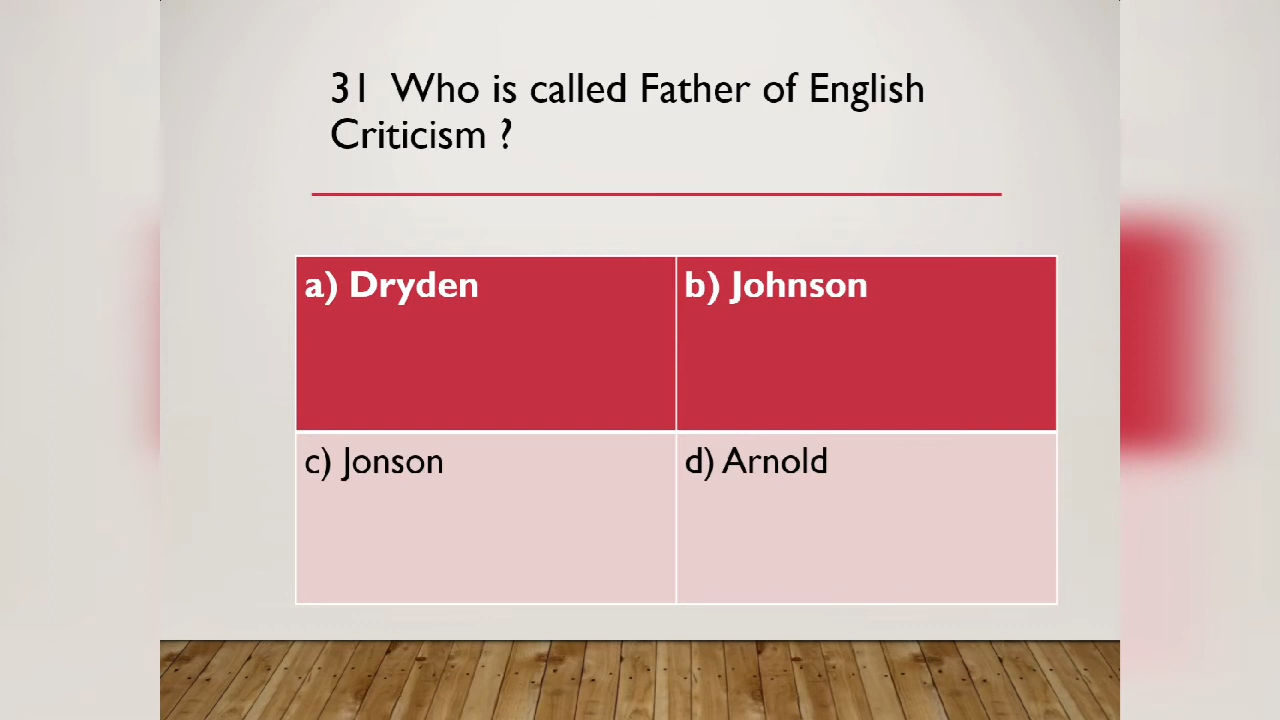 31 Who is called Father of English
Criticism ?
a) Dryden
b) Johnson
c) Jonson
d) Arnold